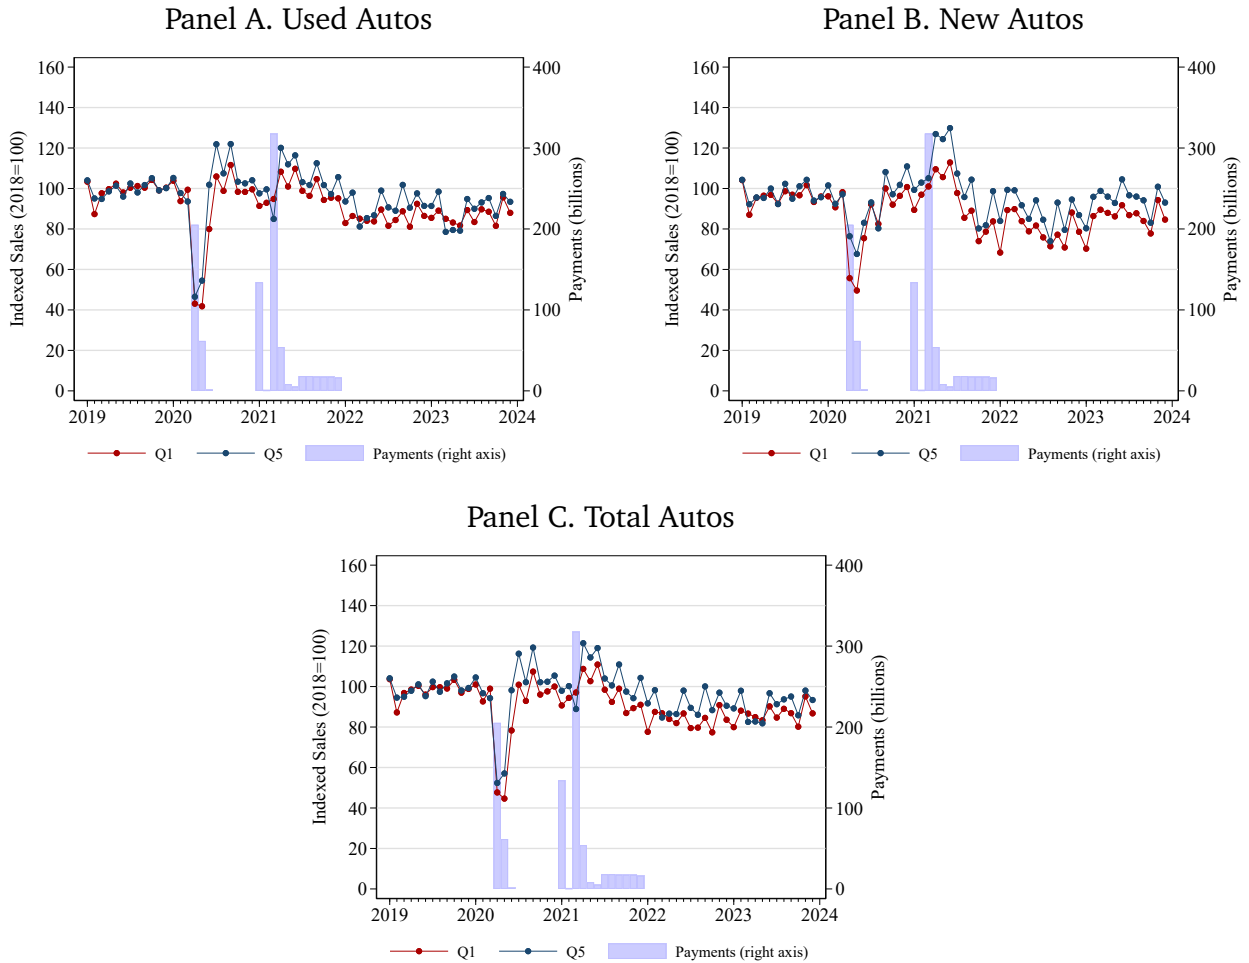 Panel A. Used Autos
Indexed Sales (2018=100)
160
140
120
100
80
60
40
20
0
400
300
200
100
0
Payments (billions)
2019 2020 2021 2022 2023 2024
Q1 Q5 Payments (right axis)
Panel B. New Autos
Indexed Sales (2018=100)
160
140
120
100
80
60
40
20
0
400
300
200
100
0
Payments (billions)
2019 2020 2021 2022 2023 2024
Q1 Q5 Payments (right axis)
Panel C. Total Autos
Indexed Sales (2018=100)
160
140
120
100
80
60
40
20
0
400
300
200
100
0
Payments (billions)
2019 2020 2021 2022 2023 2024
Q1 Q5 Payments (right axis)